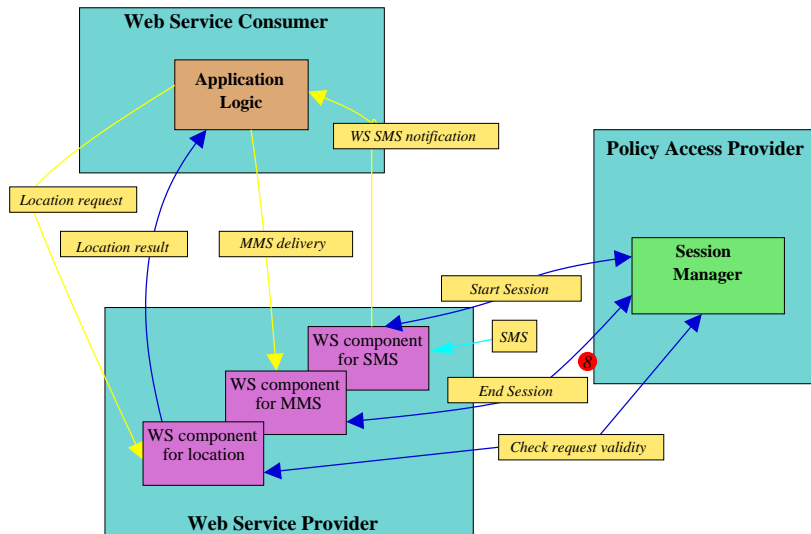 Web Service Consumer
Application
Logic
WS SMS notification
Policy Access Provider
Location request
Location result
MMS delivery
Session
Manager
Start Session
SMS
WS component
for SMS
8
WS component
for MMS
End Session
WS component
for location
Check request validity
Web Service Provider